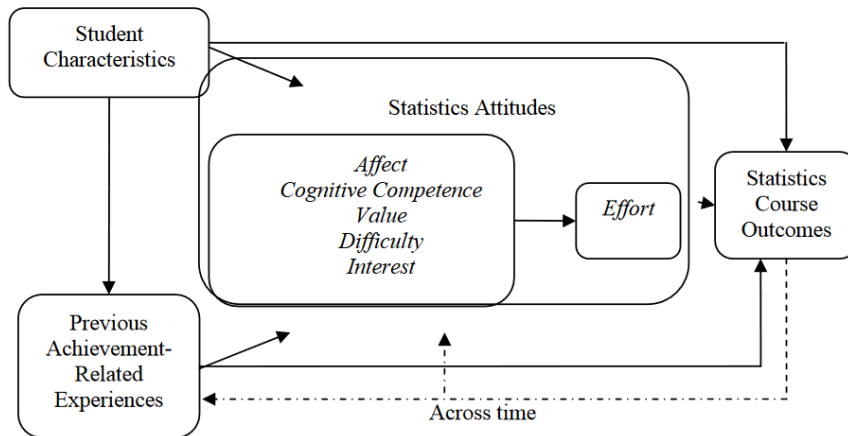 Student
Characteristics
Statistics Attitudes
Affect
Cognitive Competence
Value
Difficulty
Interest
Effort
Statistics
Course
Outcomes
Previous
Achievement-
Related
Experiences
Across time